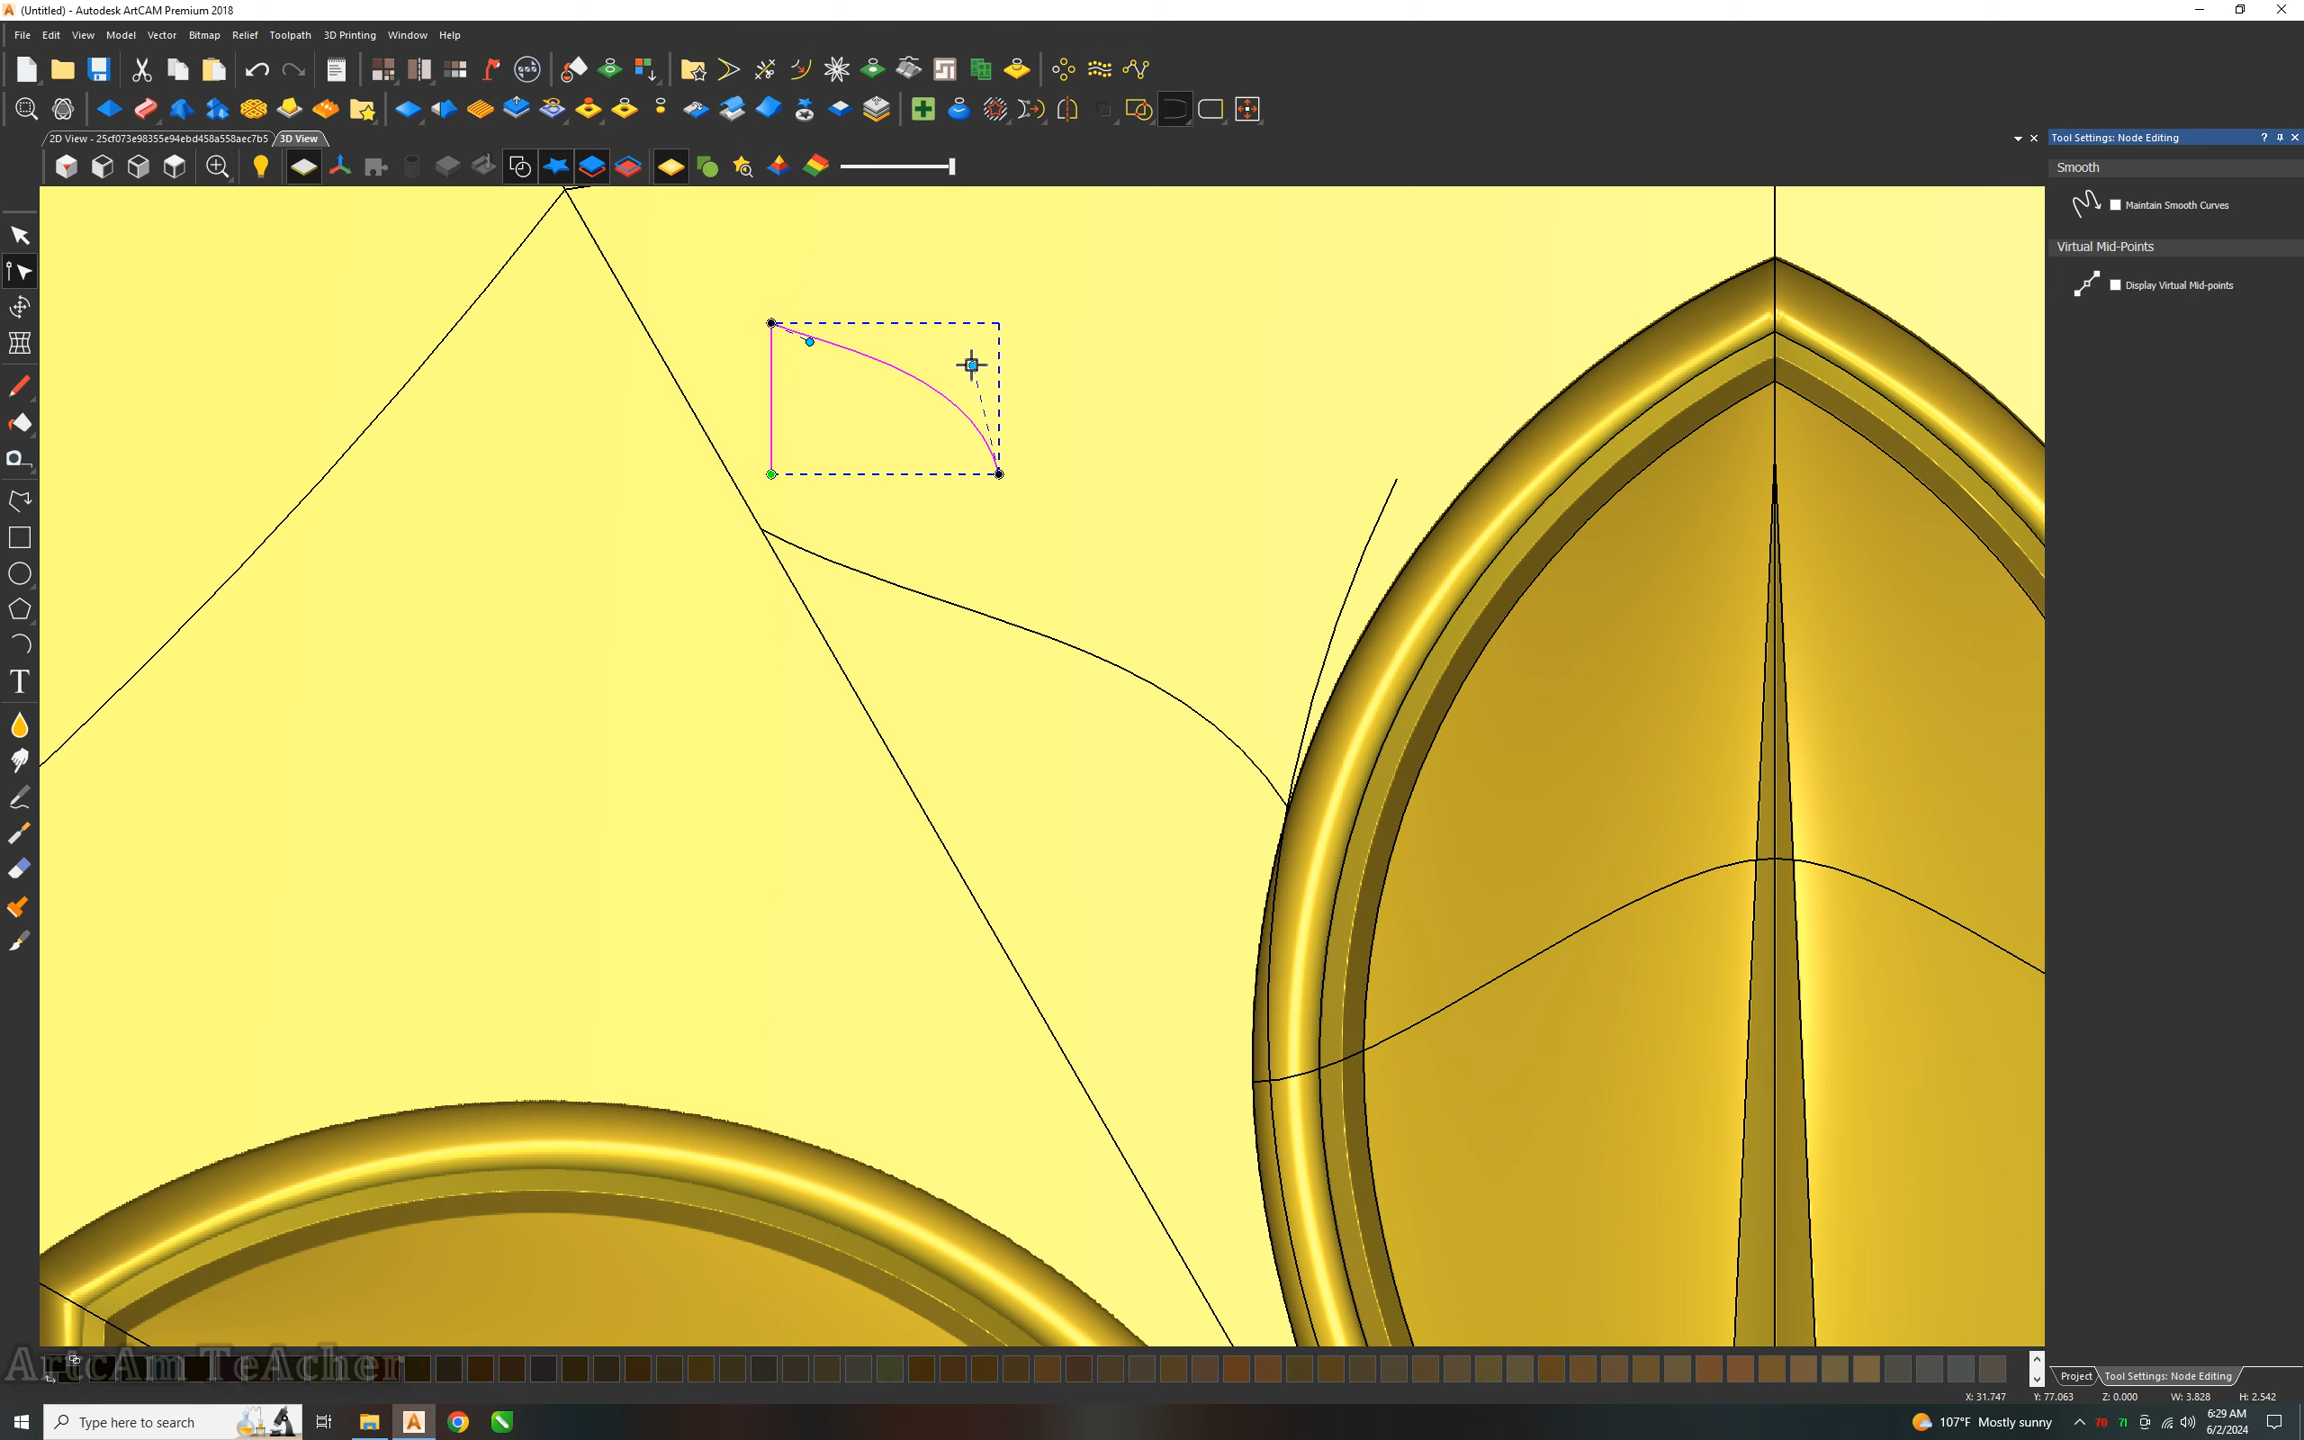 (Untitled) - Autodesk ArtCAM Premium 2018
File Edit View Model Vector Bitmap Relief Toolpath 3D Printing Window Help
2D View - 25cf073e98355e94ebd458a558aec7b5 3D View
Tool Settings: Node Editing
Smooth
Maintain Smooth Curves
Virtual Mid-Points
Display Virtual Mid-points
T
ArtcAm TeAcher
Project Tool Settings: Node Editing
X: 31.747 Y: 77.063 Z: 0.000 W: 3.828 H: 2.542
Type here to search
107°F Mostly sunny
70 71
6:29 AM
6/2/2024